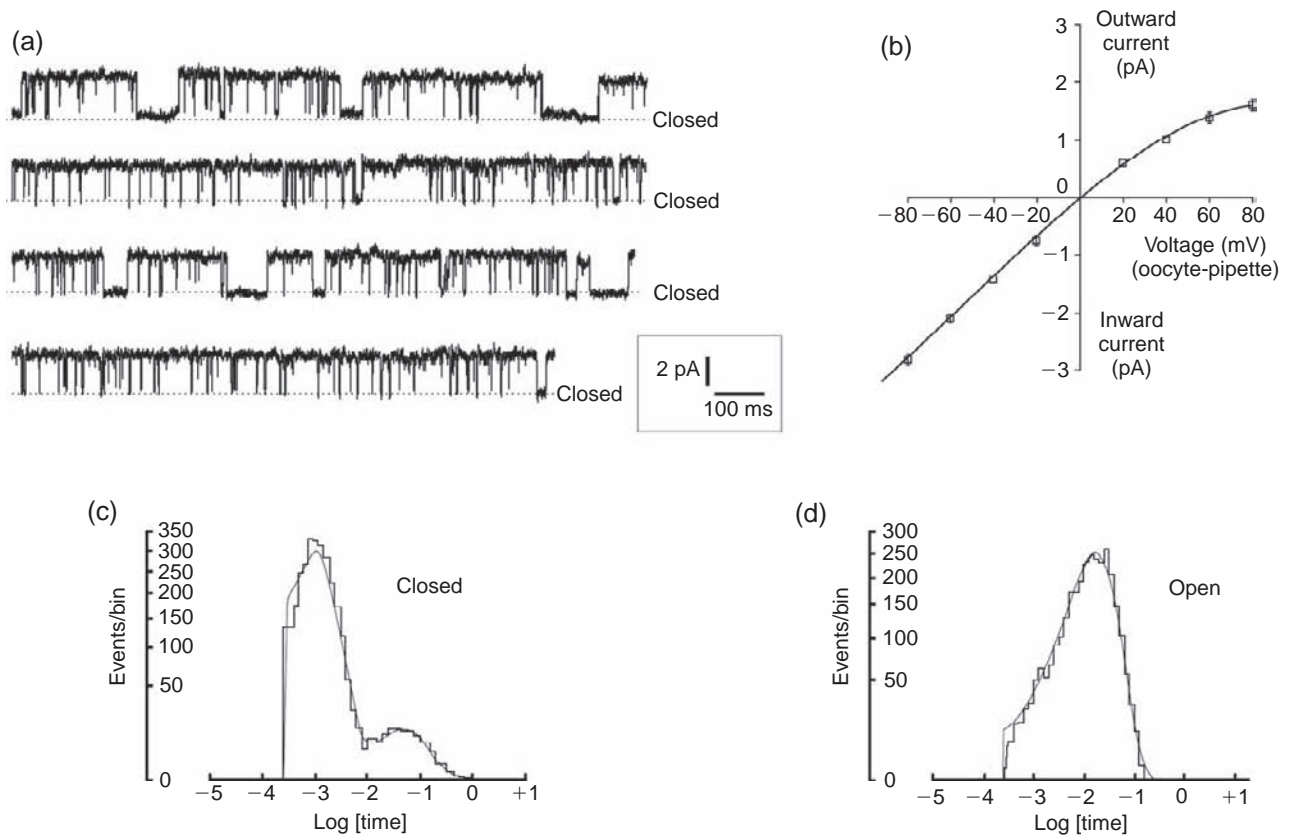 (a)
Closed
Closed
Closed
Closed
2 pA
100 ms
(b)
3
Outward
current
(pA)
2
1
0
−80 −60 −40 −20
20 40 60 80
Voltage (mV)
(oocyte-pipette)
−1
−2
Inward
current
(pA)
−3
(c)
Events/bin
350
300
250
200
150
100
50
0
Closed
−5 −4 −3 −2 −1 0 +1
Log [time]
(d)
Events/bin
300
250
200
150
100
50
0
Open
−5 −4 −3 −2 −1 0 +1
Log [time]